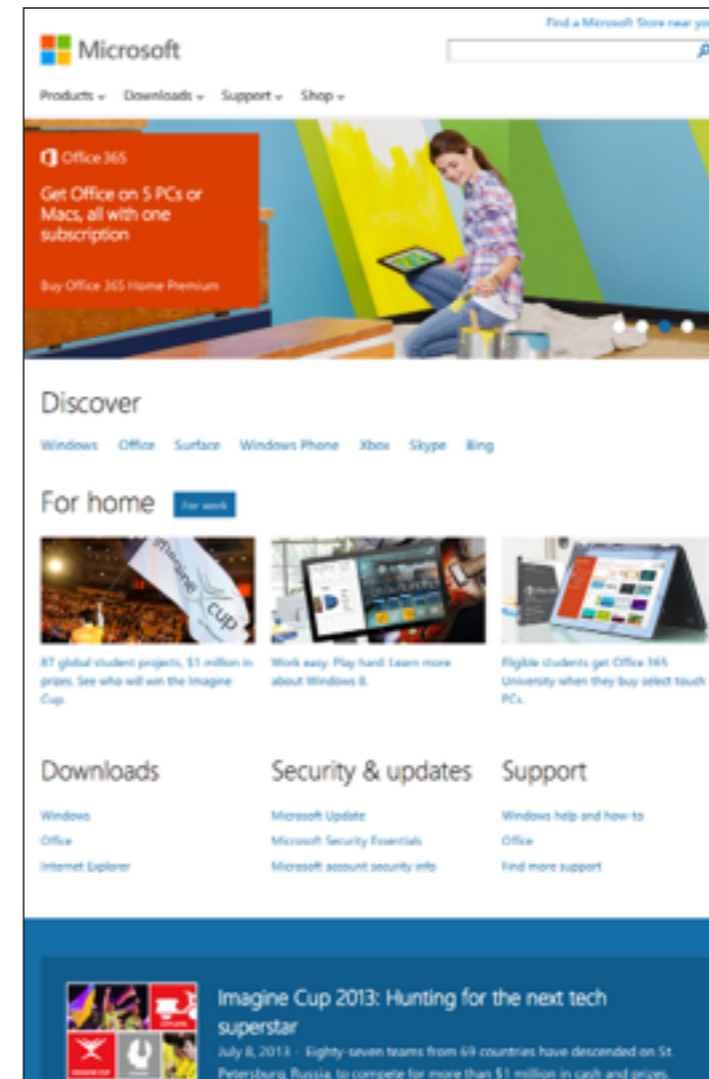 Find a Microsoft Store near you
Microsoft
Products Downloads Support Shop
Office 365
Get Office on 5 PCs or
Macs, all with one
subscription
Buy Office 365 Home Premium
Discover
Windows Office Surface Windows Phone Xbox Skype Bing
For home For work
imagine
cup
87 global student projects, $1 million in
prizes. See who will win the Imagine
Cup.
Work easy. Play hard. Learn more
about Windows 8.
Eligible students get Office 365
University when they buy select touch
PCs.
Downloads
Windows
Office
Internet Explorer
Security & updates
Microsoft Update
Microsoft Security Essentials
Microsoft account security info
Support
Windows help and how-to
Office
Find more support
Imagine Cup 2013: Hunting for the next tech
superstar
July 8, 2013 - Eighty-seven teams from 69 countries have descended on St.
Petersburg, Russia, to compete for more than $1 million in cash and prizes.